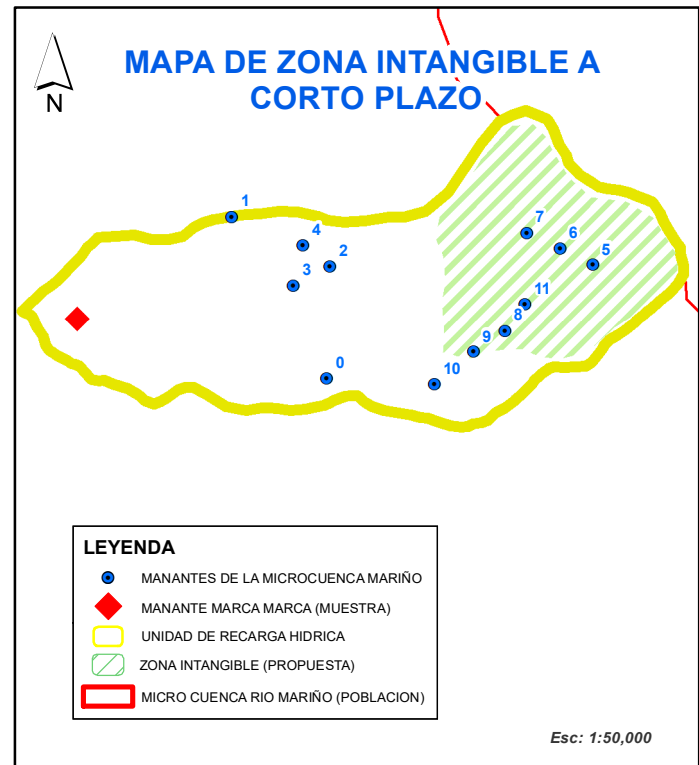 MAPA DE ZONA INTANGIBLE A
CORTO PLAZO
N
1
4
2
3
7
6
5
11
8
9
0
10
LEYENDA
MANANTES DE LA MICROCUENCA MARIÑO
MANANTE MARCA MARCA (MUESTRA)
UNIDAD DE RECARGA HIDRICA
ZONA INTANGIBLE (PROPUESTA)
MICRO CUENCA RIO MARIÑO (POBLACION)
Esc: 1:50,000